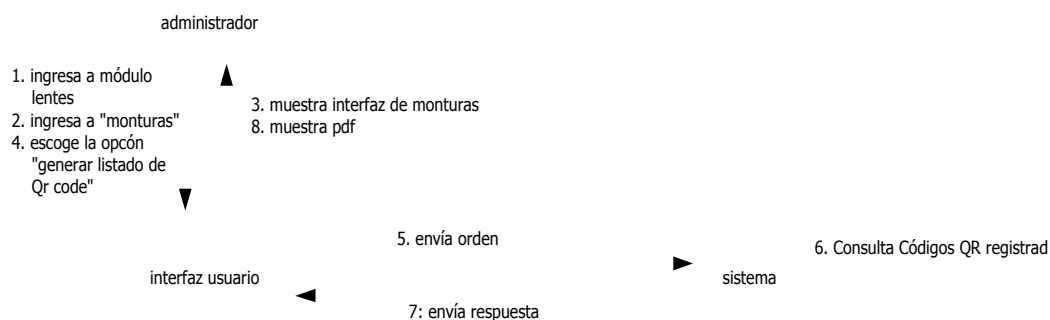 administrador
1. ingresa a módulo
lentes
2. ingresa a "monturas"
4. escoge la opcón
"generar listado de
Qr code"
3. muestra interfaz de monturas
8. muestra pdf
5. envía orden
6. Consulta Códigos QR registrad
interfaz usuario
sistema
7: envía respuesta